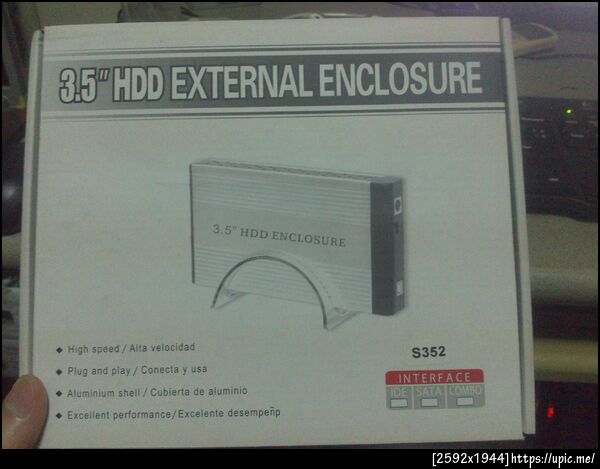 3.5" HDD EXTERNAL ENCLOSURE
3.5" HDD ENCLOSURE
◆ High speed / Alta velocidad
◆ Plug and play / Conecta y usa
◆ Aluminium shell / Cubierta de aluminio
◆ Excellent performance / Excelente desempeñp
S352
INTERFACE
IDE SATA COMBO
[2592x1944]https://upic.me/